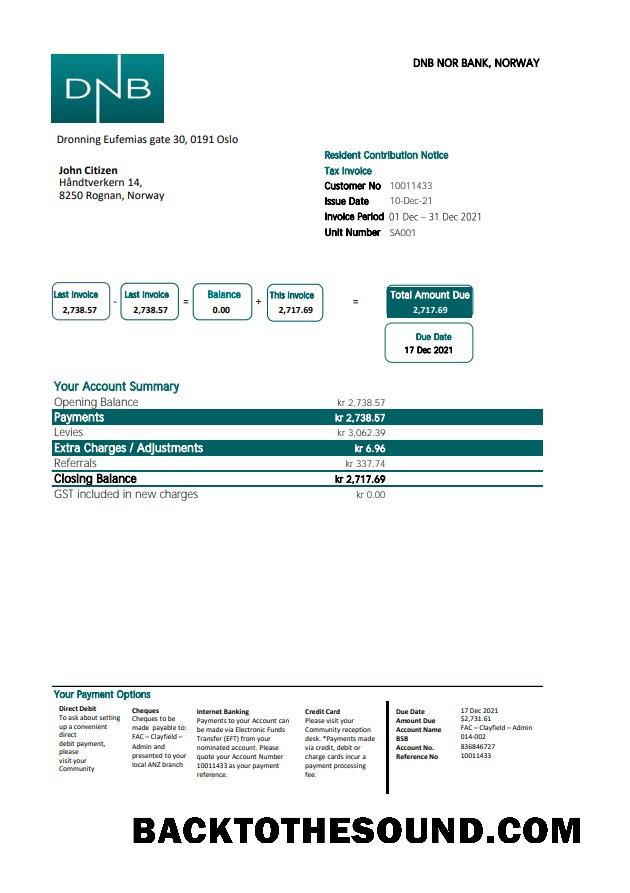 DNB NOR BANK, NORWAY
DNB
Dronning Eufemias gate 30, 0191 Oslo
John Citizen
Håndtverkern 14,
8250 Rognan, Norway
Resident Contribution Notice
Tax Invoice
Customer No 10011433
Issue Date 10-Dec-21
Invoice Period 01 Dec – 31 Dec 2021
Unit Number SA001
Last Invoice
2,738.57
-
Last Invoice
2,738.57
=
Balance
0.00
+
This Invoice
2,717.69
=
Total Amount Due
2,717.69
Due Date
17 Dec 2021
Your Account Summary
Opening Balance kr 2,738.57
Payments kr 2,738.57
Levies kr 3,062.39
Extra Charges / Adjustments kr 6.96
Referrals kr 337.74
Closing Balance kr 2,717.69
GST included in new charges kr 0.00
Your Payment Options
Direct Debit
To ask about setting
up a convenient
direct
debit payment,
please
visit your
Community
Cheques
Cheques to be
made payable to:
FAC – Clayfield –
Admin and
presented to your
local ANZ branch
Internet Banking
Payments to your Account can
be made via Electronic Funds
Transfer (EFT) from your
nominated account. Please
quote your Account Number
10011433 as your payment
reference.
Credit Card
Please visit your
Community reception
desk. *Payments made
via credit, debit or
charge cards incur a
payment processing
fee.
Due Date 17 Dec 2021
Amount Due $2,731.61
Account Name FAC – Clayfield – Admin
BSB 014-002
Account No. 836846727
Reference No 10011433
BACKTOTHESOUND.COM